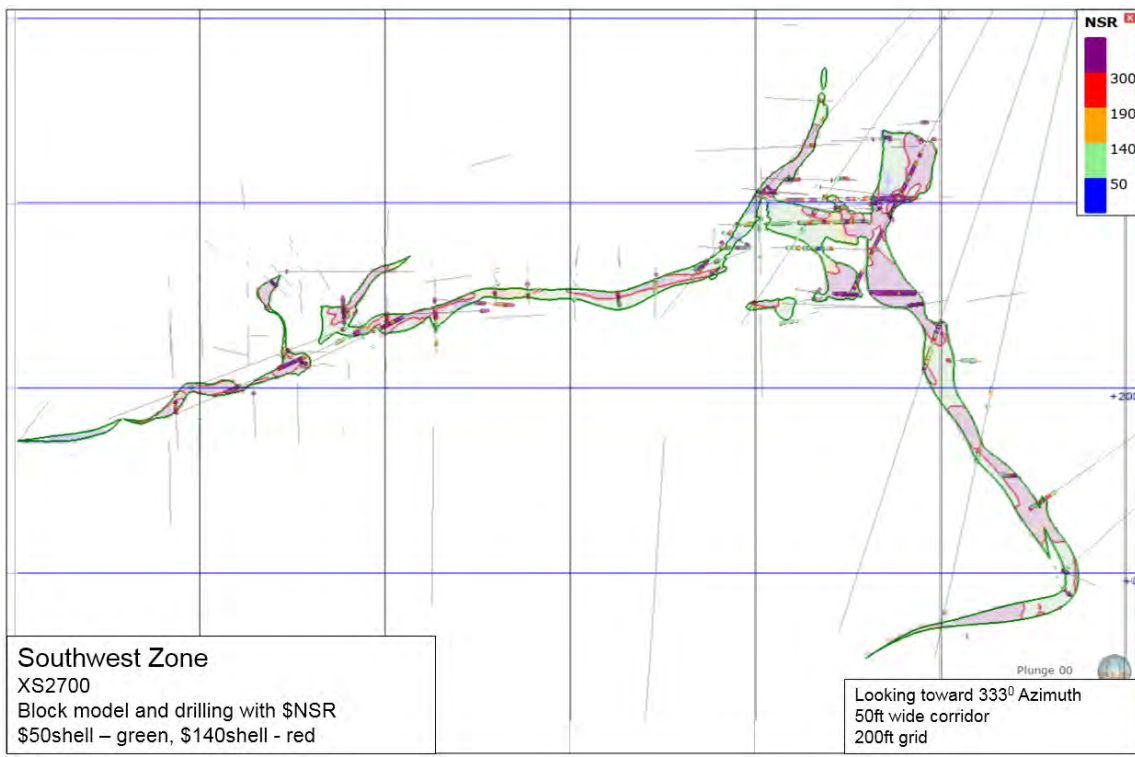 NSR
300
190
140
50
+20
+0
Plunge 00
Southwest Zone
XS2700
Block model and drilling with $NSR
$50shell – green, $140shell - red
Looking toward 333⁰ Azimuth
50ft wide corridor
200ft grid